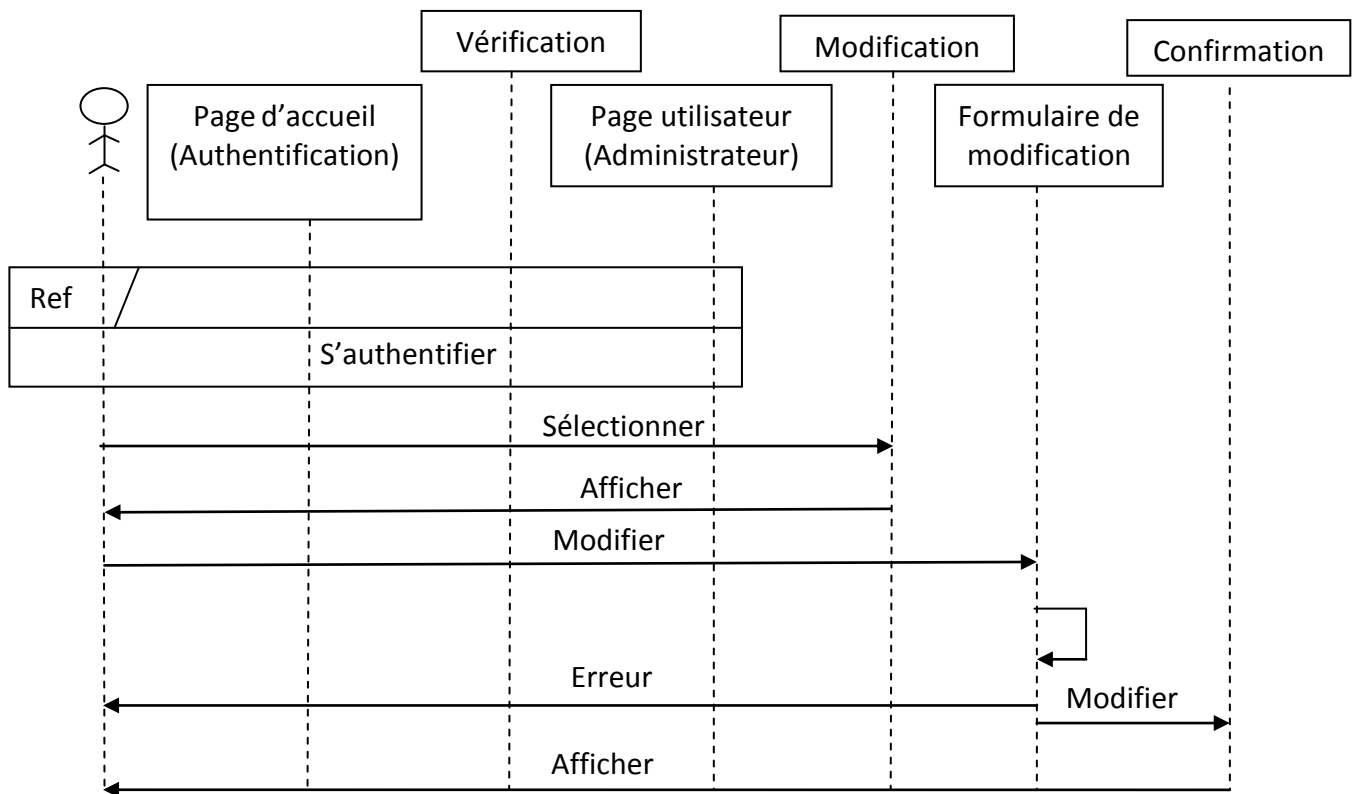 Vérification
Modification
Confirmation
Page d’accueil
(Authentification)
Page utilisateur
(Administrateur)
Formulaire de
modification
Ref
S’authentifier
Sélectionner
Afficher
Modifier
Erreur
Modifier
Afficher